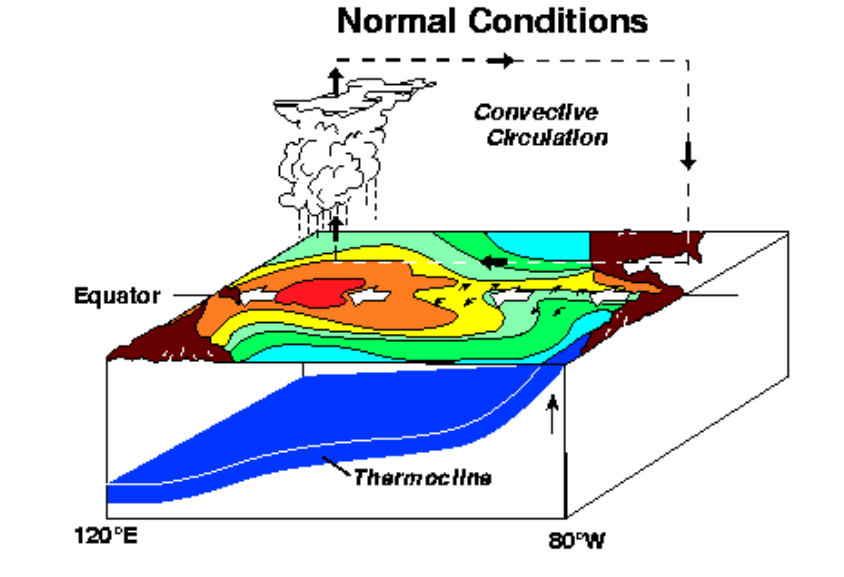 Normal Conditions
Convective
Circulation
Equator
Thermocline
120°E
80°W